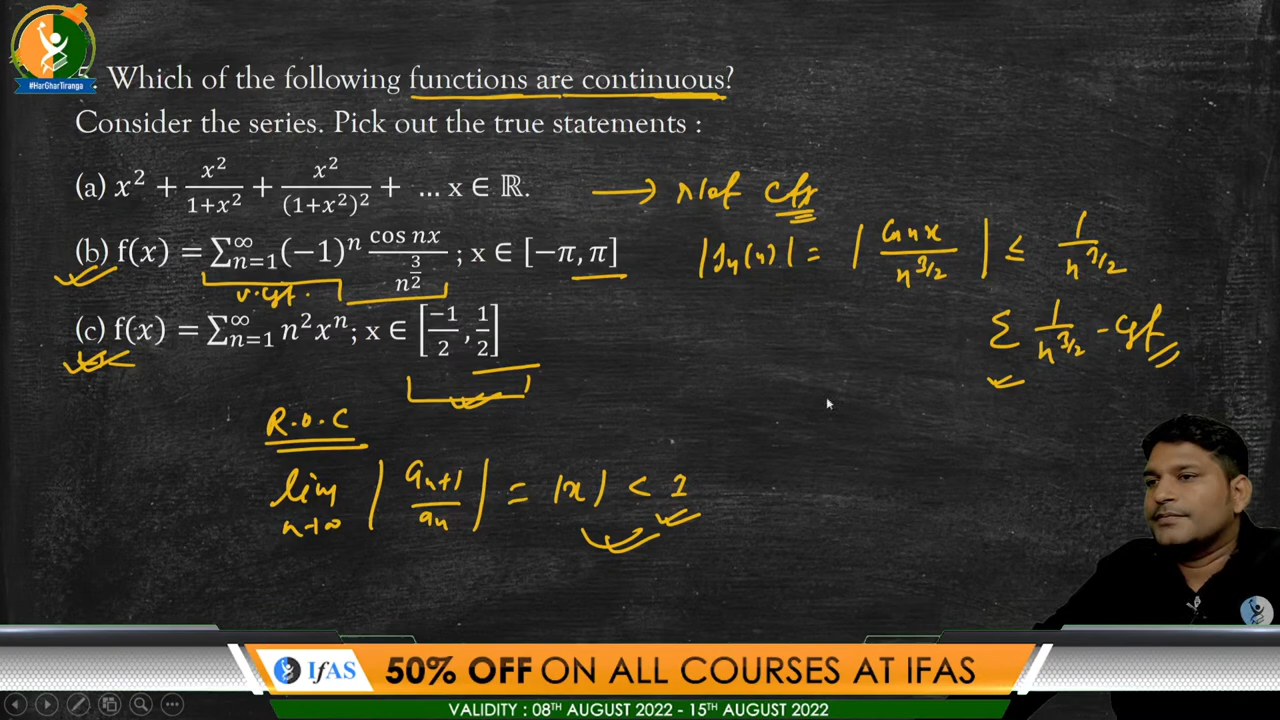 #HarGharTiranga
. Which of the following functions are continuous?
Consider the series. Pick out the true statements :
(a) x² + x²/(1+x²) + x²/(1+x²)² + … x ∈ ℝ. → Not cts
(b) f(x) = ∑_{n=1}^∞ (−1)ⁿ cos nx / n^{3/2} ; x ∈ [−π, π]
|fₙ(x)| = | cos nx / n^{3/2} | ≤ 1/n^{3/2}
∑ 1/n^{3/2} - cgt
(c) f(x) = ∑_{n=1}^∞ n²xⁿ; x ∈ [−1/2, 1/2]
R.O.C
lim n→∞ | aₙ₊₁ / aₙ | = |x| < 1
IFAS 50% OFF ON ALL COURSES AT IFAS
VALIDITY : 08TH AUGUST 2022 - 15TH AUGUST 2022